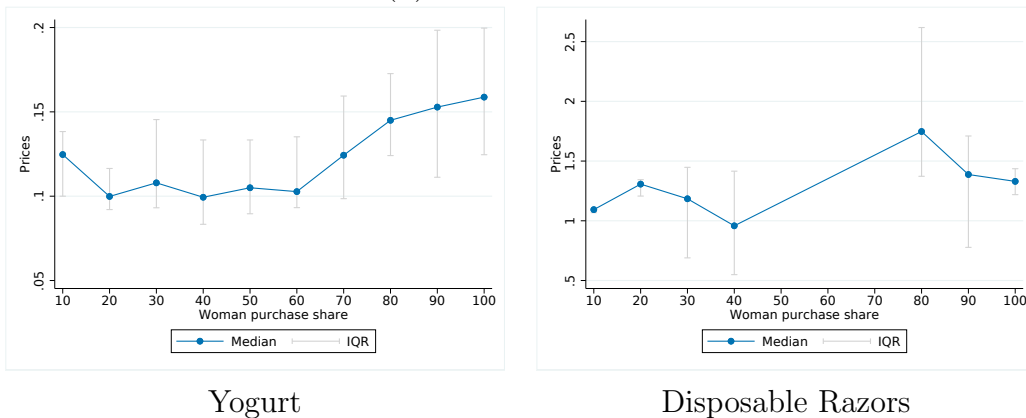 .2
.15
.1
.05
Prices
10 20 30 40 50 60 70 80 90 100
Woman purchase share
Median IQR
Yogurt
2.5
2
1.5
1
.5
Prices
10 20 30 40 50 60 70 80 90 100
Woman purchase share
Median IQR
Disposable Razors